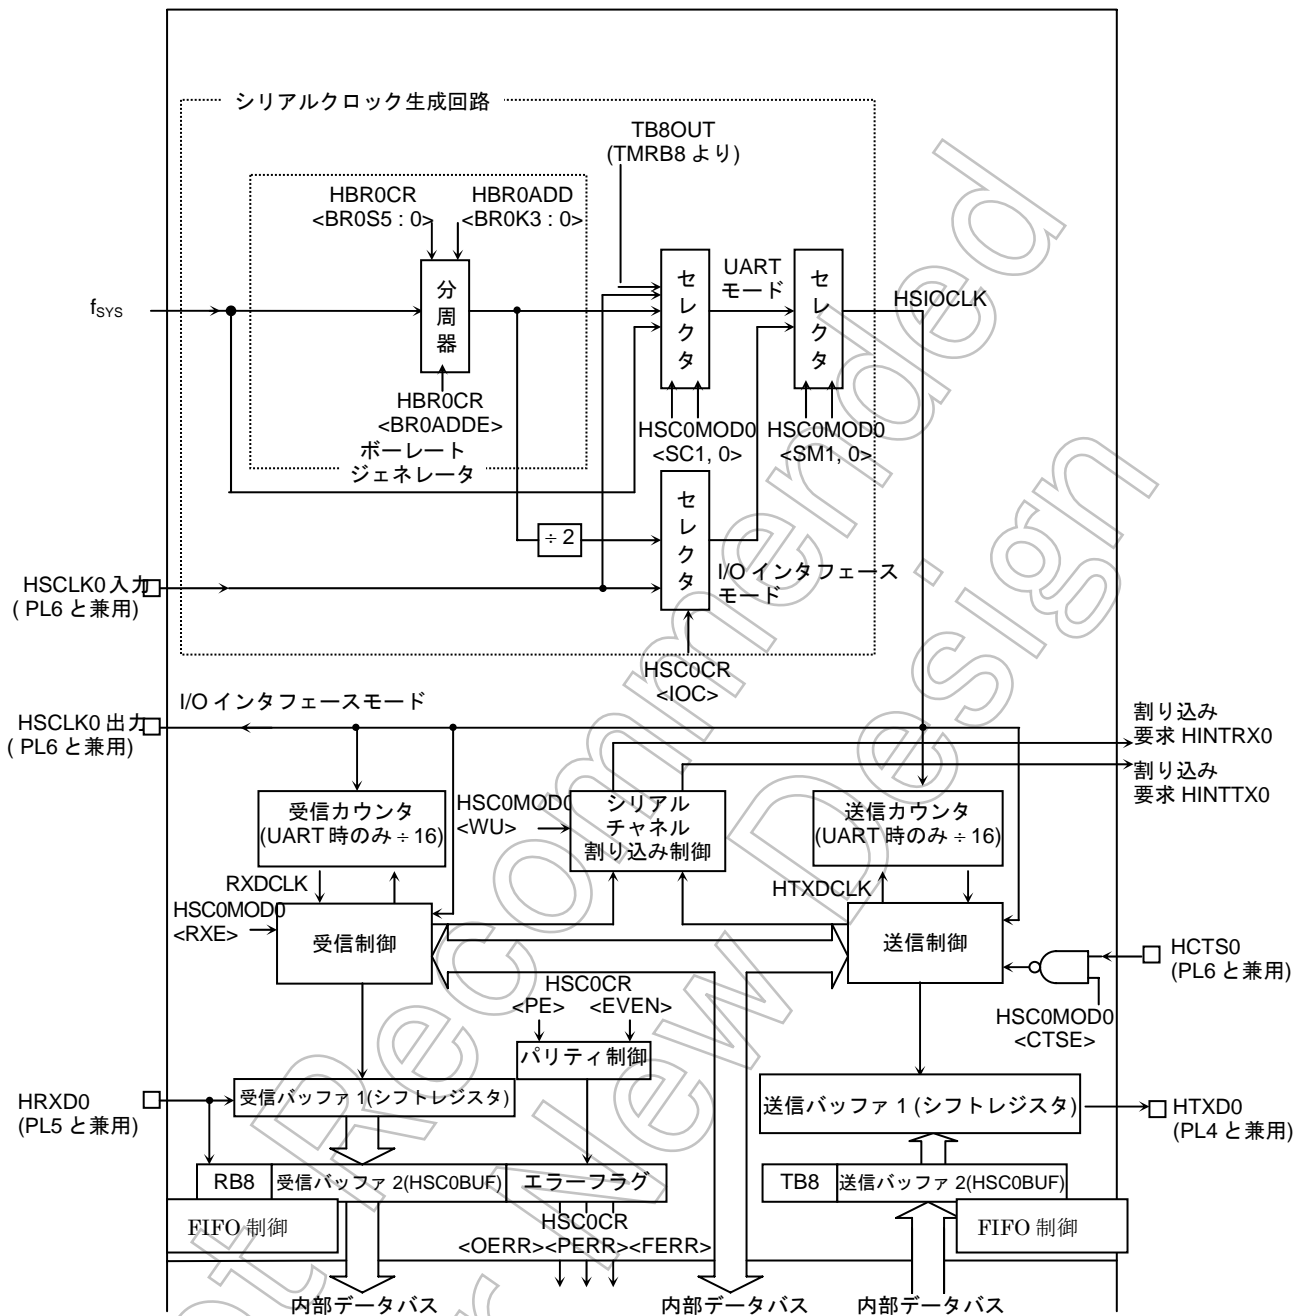 シリアルクロック生成回路
TB8OUT
(TMRB8 より)
HBR0CR
<BR0S5 : 0>
HBR0ADD
<BR0K3 : 0>
fSYS
分周器
セレクタ
UART
モード
セレクタ
HSIOCLK
HBR0CR
<BR0ADDE>
ボーレート
ジェネレータ
HSC0MOD0
<SC1, 0>
HSC0MOD0
<SM1, 0>
÷ 2
セレクタ
I/O インタフェース
モード
HSCLK0 入力
( PL6 と兼用)
HSC0CR
<IOC>
I/O インタフェースモード
HSCLK0 出力
( PL6 と兼用)
割り込み
要求 HINTRX0
割り込み
要求 HINTTX0
受信カウンタ
(UART 時のみ ÷ 16)
HSC0MOD0
<WU>
シリアル
チャネル
割り込み制御
送信カウンタ
(UART 時のみ ÷ 16)
RXDCLK
HTXDCLK
HSC0MOD0
<RXE>
受信制御
送信制御
HCTS0
(PL6 と兼用)
HSC0MOD0
<CTSE>
HSC0CR
<PE>
<EVEN>
パリティ制御
HRXD0
(PL5 と兼用)
受信バッファ 1(シフトレジスタ)
送信バッファ 1 (シフトレジスタ)
HTXD0
(PL4 と兼用)
RB8
受信バッファ 2(HSC0BUF)
エラーフラグ
TB8
送信バッファ 2(HSC0BUF)
FIFO 制御
HSC0CR
<OERR><PERR><FERR>
FIFO 制御
内部データバス
内部データバス
内部データバス
Not Recommended
for New Design